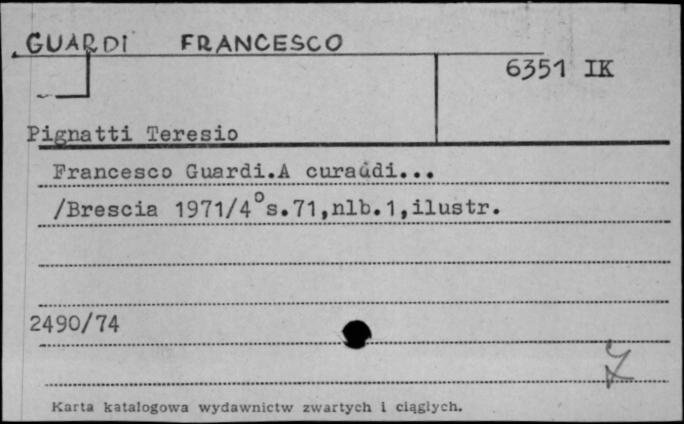 GUARDI FRANCESCO
6351 IK
Pignatti Teresio
Francesco Guardi.A curaddi...
/Brescia 1971/4°s.71,nlb.1,ilustr.
2490/74
Karta katalogowa wydawnictw zwartych i ciągłych.